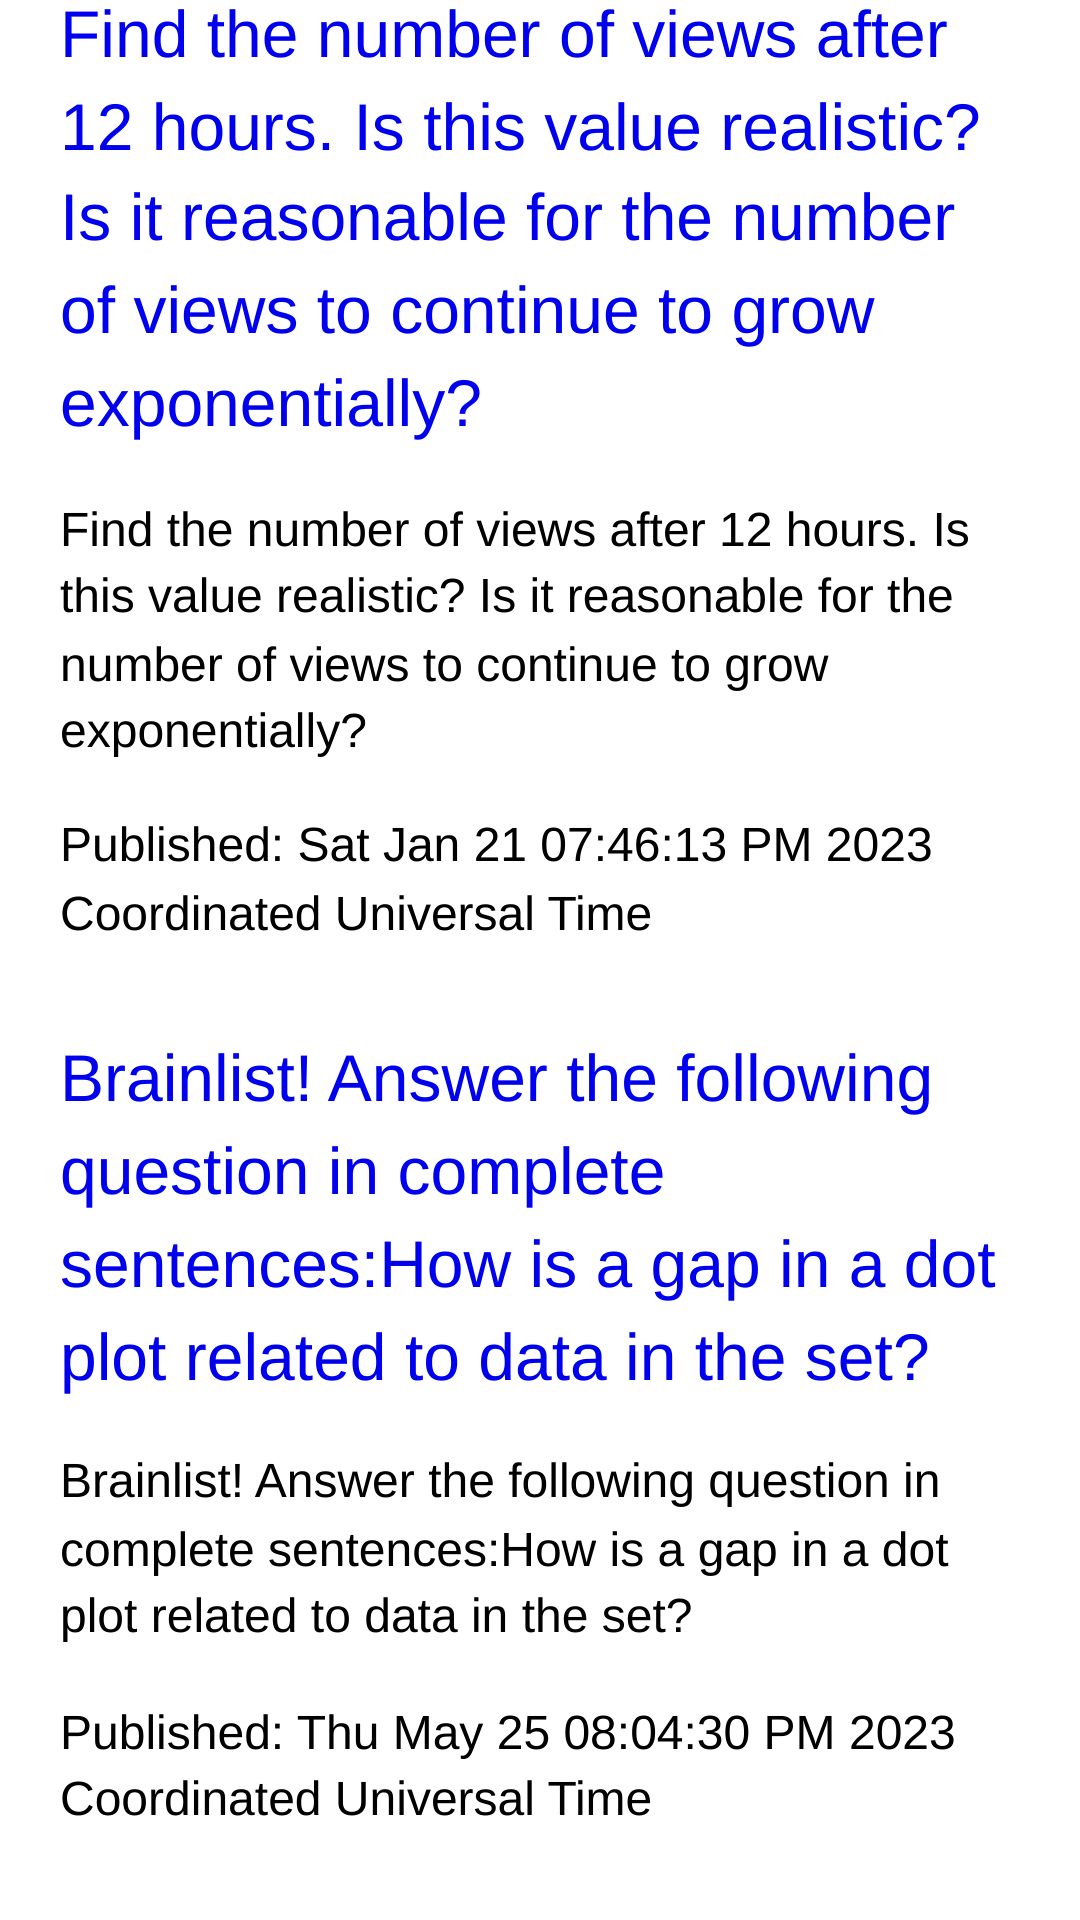 Find the number of views after
12 hours. Is this value realistic?
Is it reasonable for the number
of views to continue to grow
exponentially?
Find the number of views after 12 hours. Is
this value realistic? Is it reasonable for the
number of views to continue to grow
exponentially?
Published: Sat Jan 21 07:46:13 PM 2023
Coordinated Universal Time
Brainlist! Answer the following
question in complete
sentences:How is a gap in a dot
plot related to data in the set?
Brainlist! Answer the following question in
complete sentences:How is a gap in a dot
plot related to data in the set?
Published: Thu May 25 08:04:30 PM 2023
Coordinated Universal Time